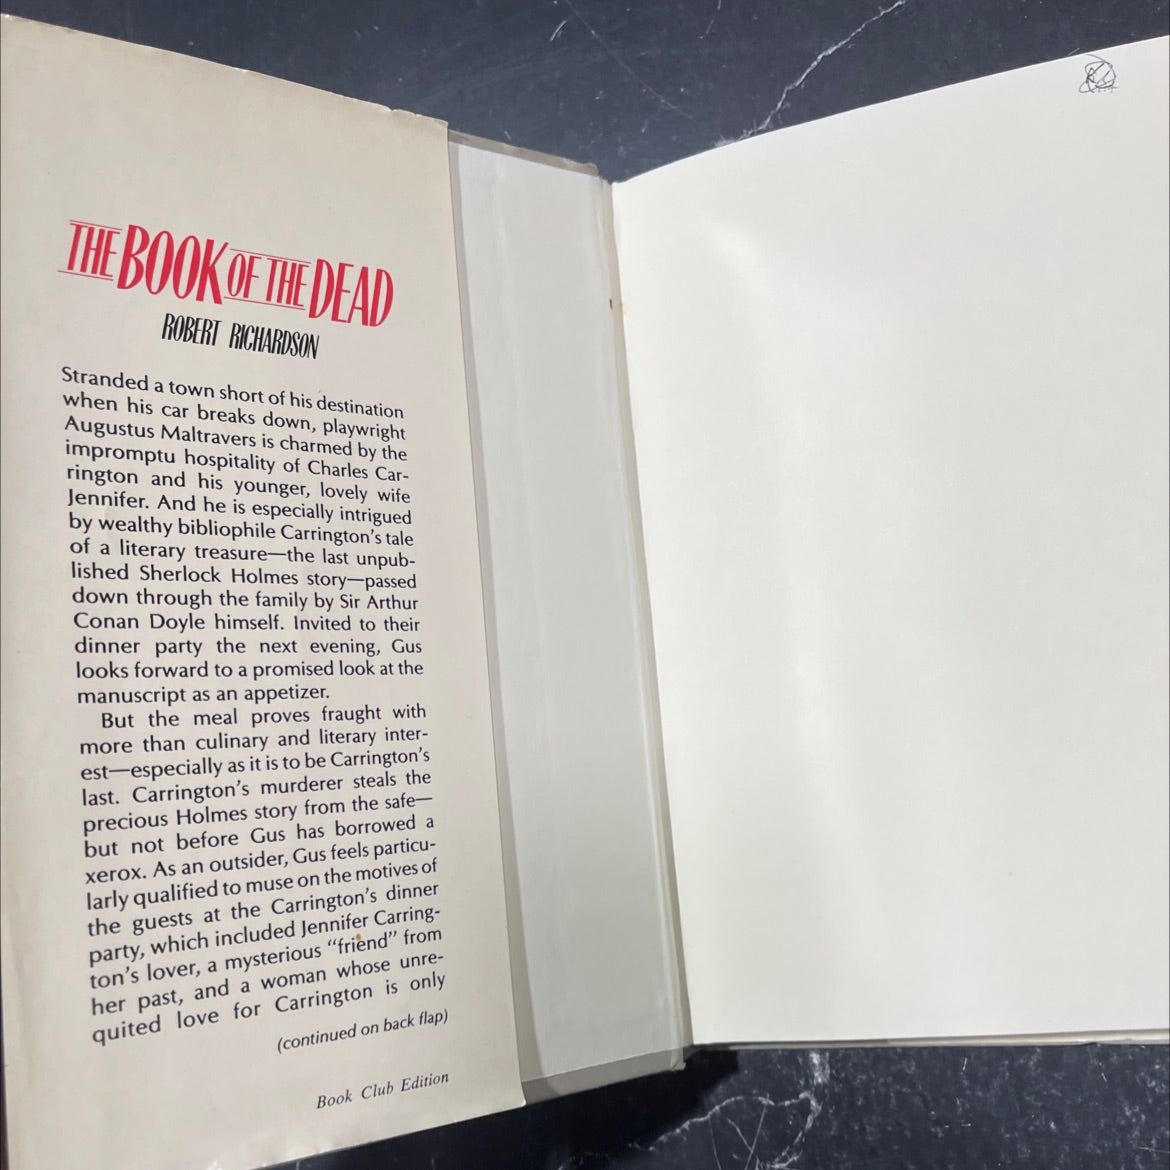 THE BOOK OF THE DEAD
ROBERT RICHARDSON
Stranded a town short of his destination
when his car breaks down, playwright
Augustus Maltravers is charmed by the
impromptu hospitality of Charles Car-
rington and his younger, lovely wife
Jennifer. And he is especially intrigued
by wealthy bibliophile Carrington's tale
of a literary treasure—the last unpub-
lished Sherlock Holmes story—passed
down through the family by Sir Arthur
Conan Doyle himself. Invited to their
dinner party the next evening, Gus
looks forward to a promised look at the
manuscript as an appetizer.
But the meal proves fraught with
more than culinary and literary inter-
est—especially as it is to be Carrington's
last. Carrington's murderer steals the
precious Holmes story from the safe—
but not before Gus has borrowed a
xerox. As an outsider, Gus feels particu-
larly qualified to muse on the motives of
the guests at the Carrington's dinner
party, which included Jennifer Carring-
ton's lover, a mysterious "friend" from
her past, and a woman whose unre-
quited love for Carrington is only
(continued on back flap)
Book Club Edition